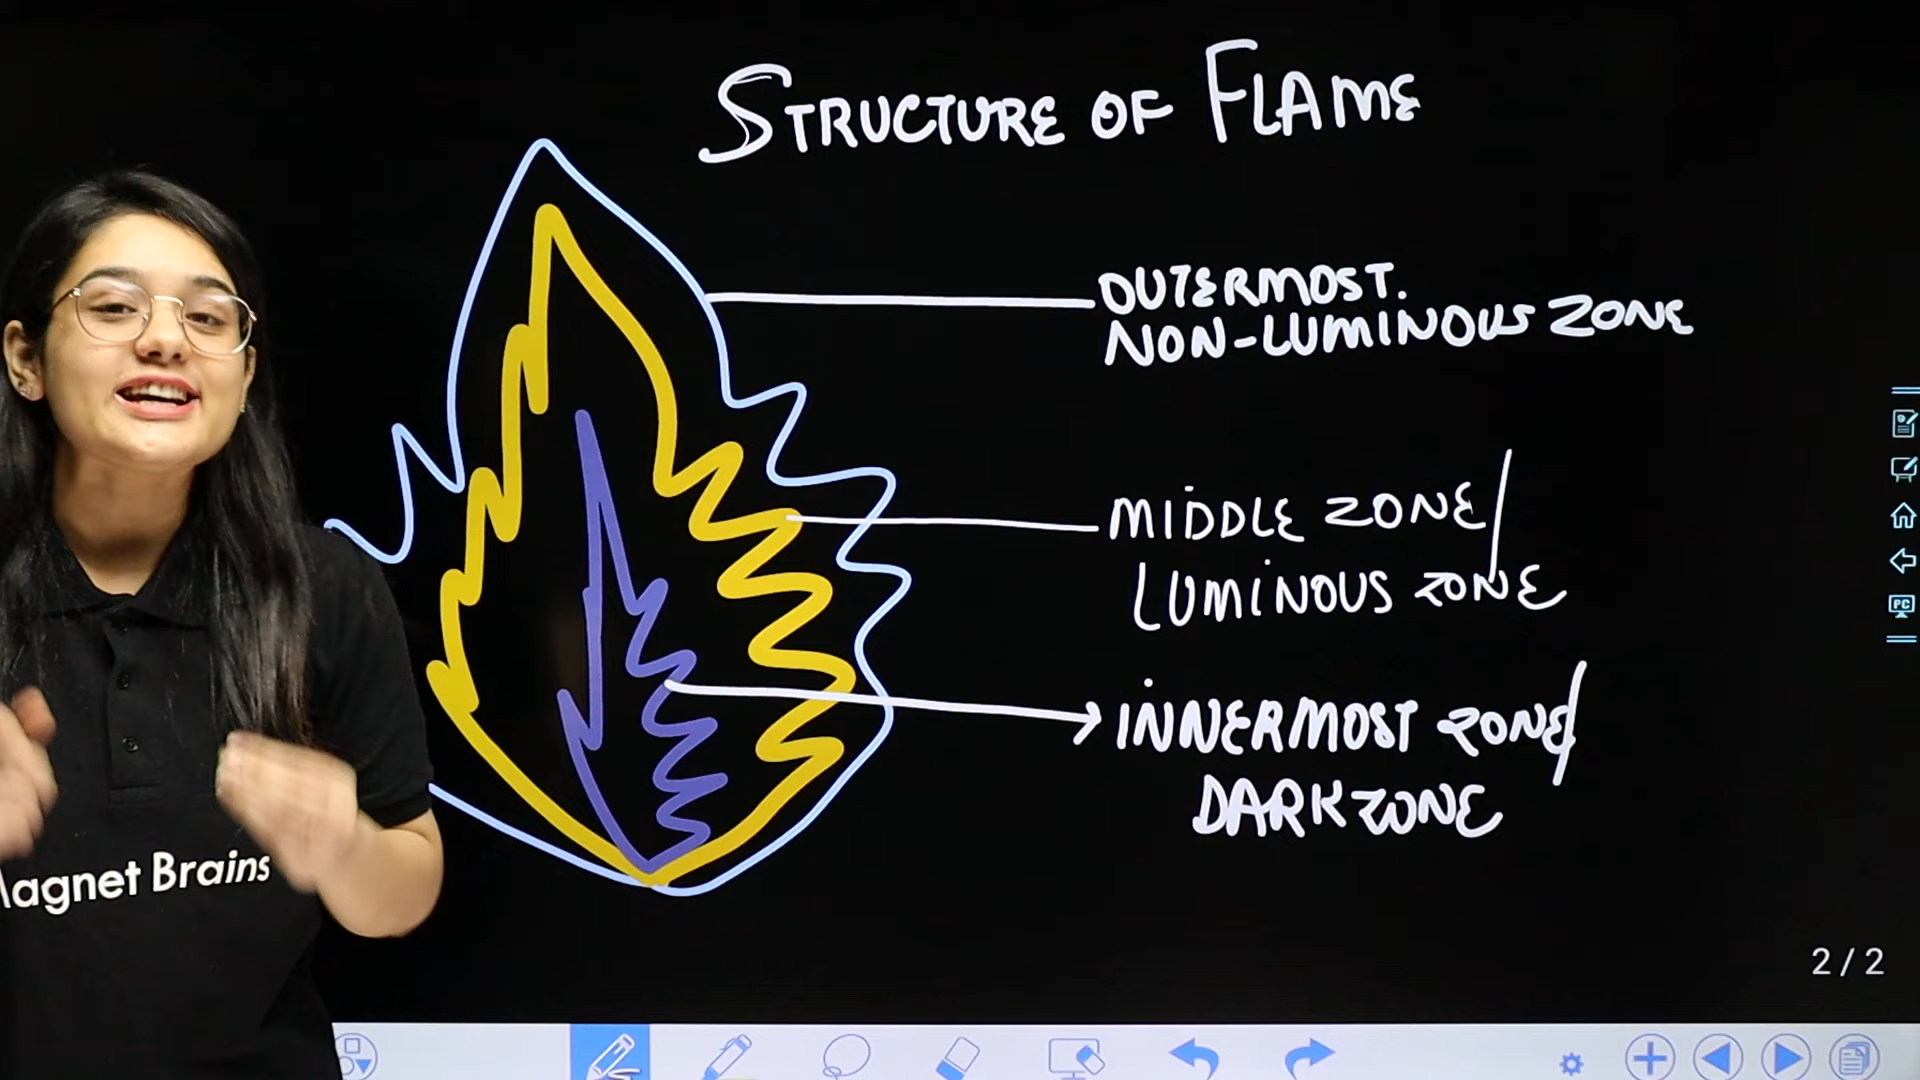 STRUCTURE OF FLAME
OUTERMOST.
NON-LUMINOUS ZONE
MIDDLE ZONE/
LUMINOUS ZONE
INNERMOST ZONE/
DARK ZONE
agnet Brains
2/2
PC